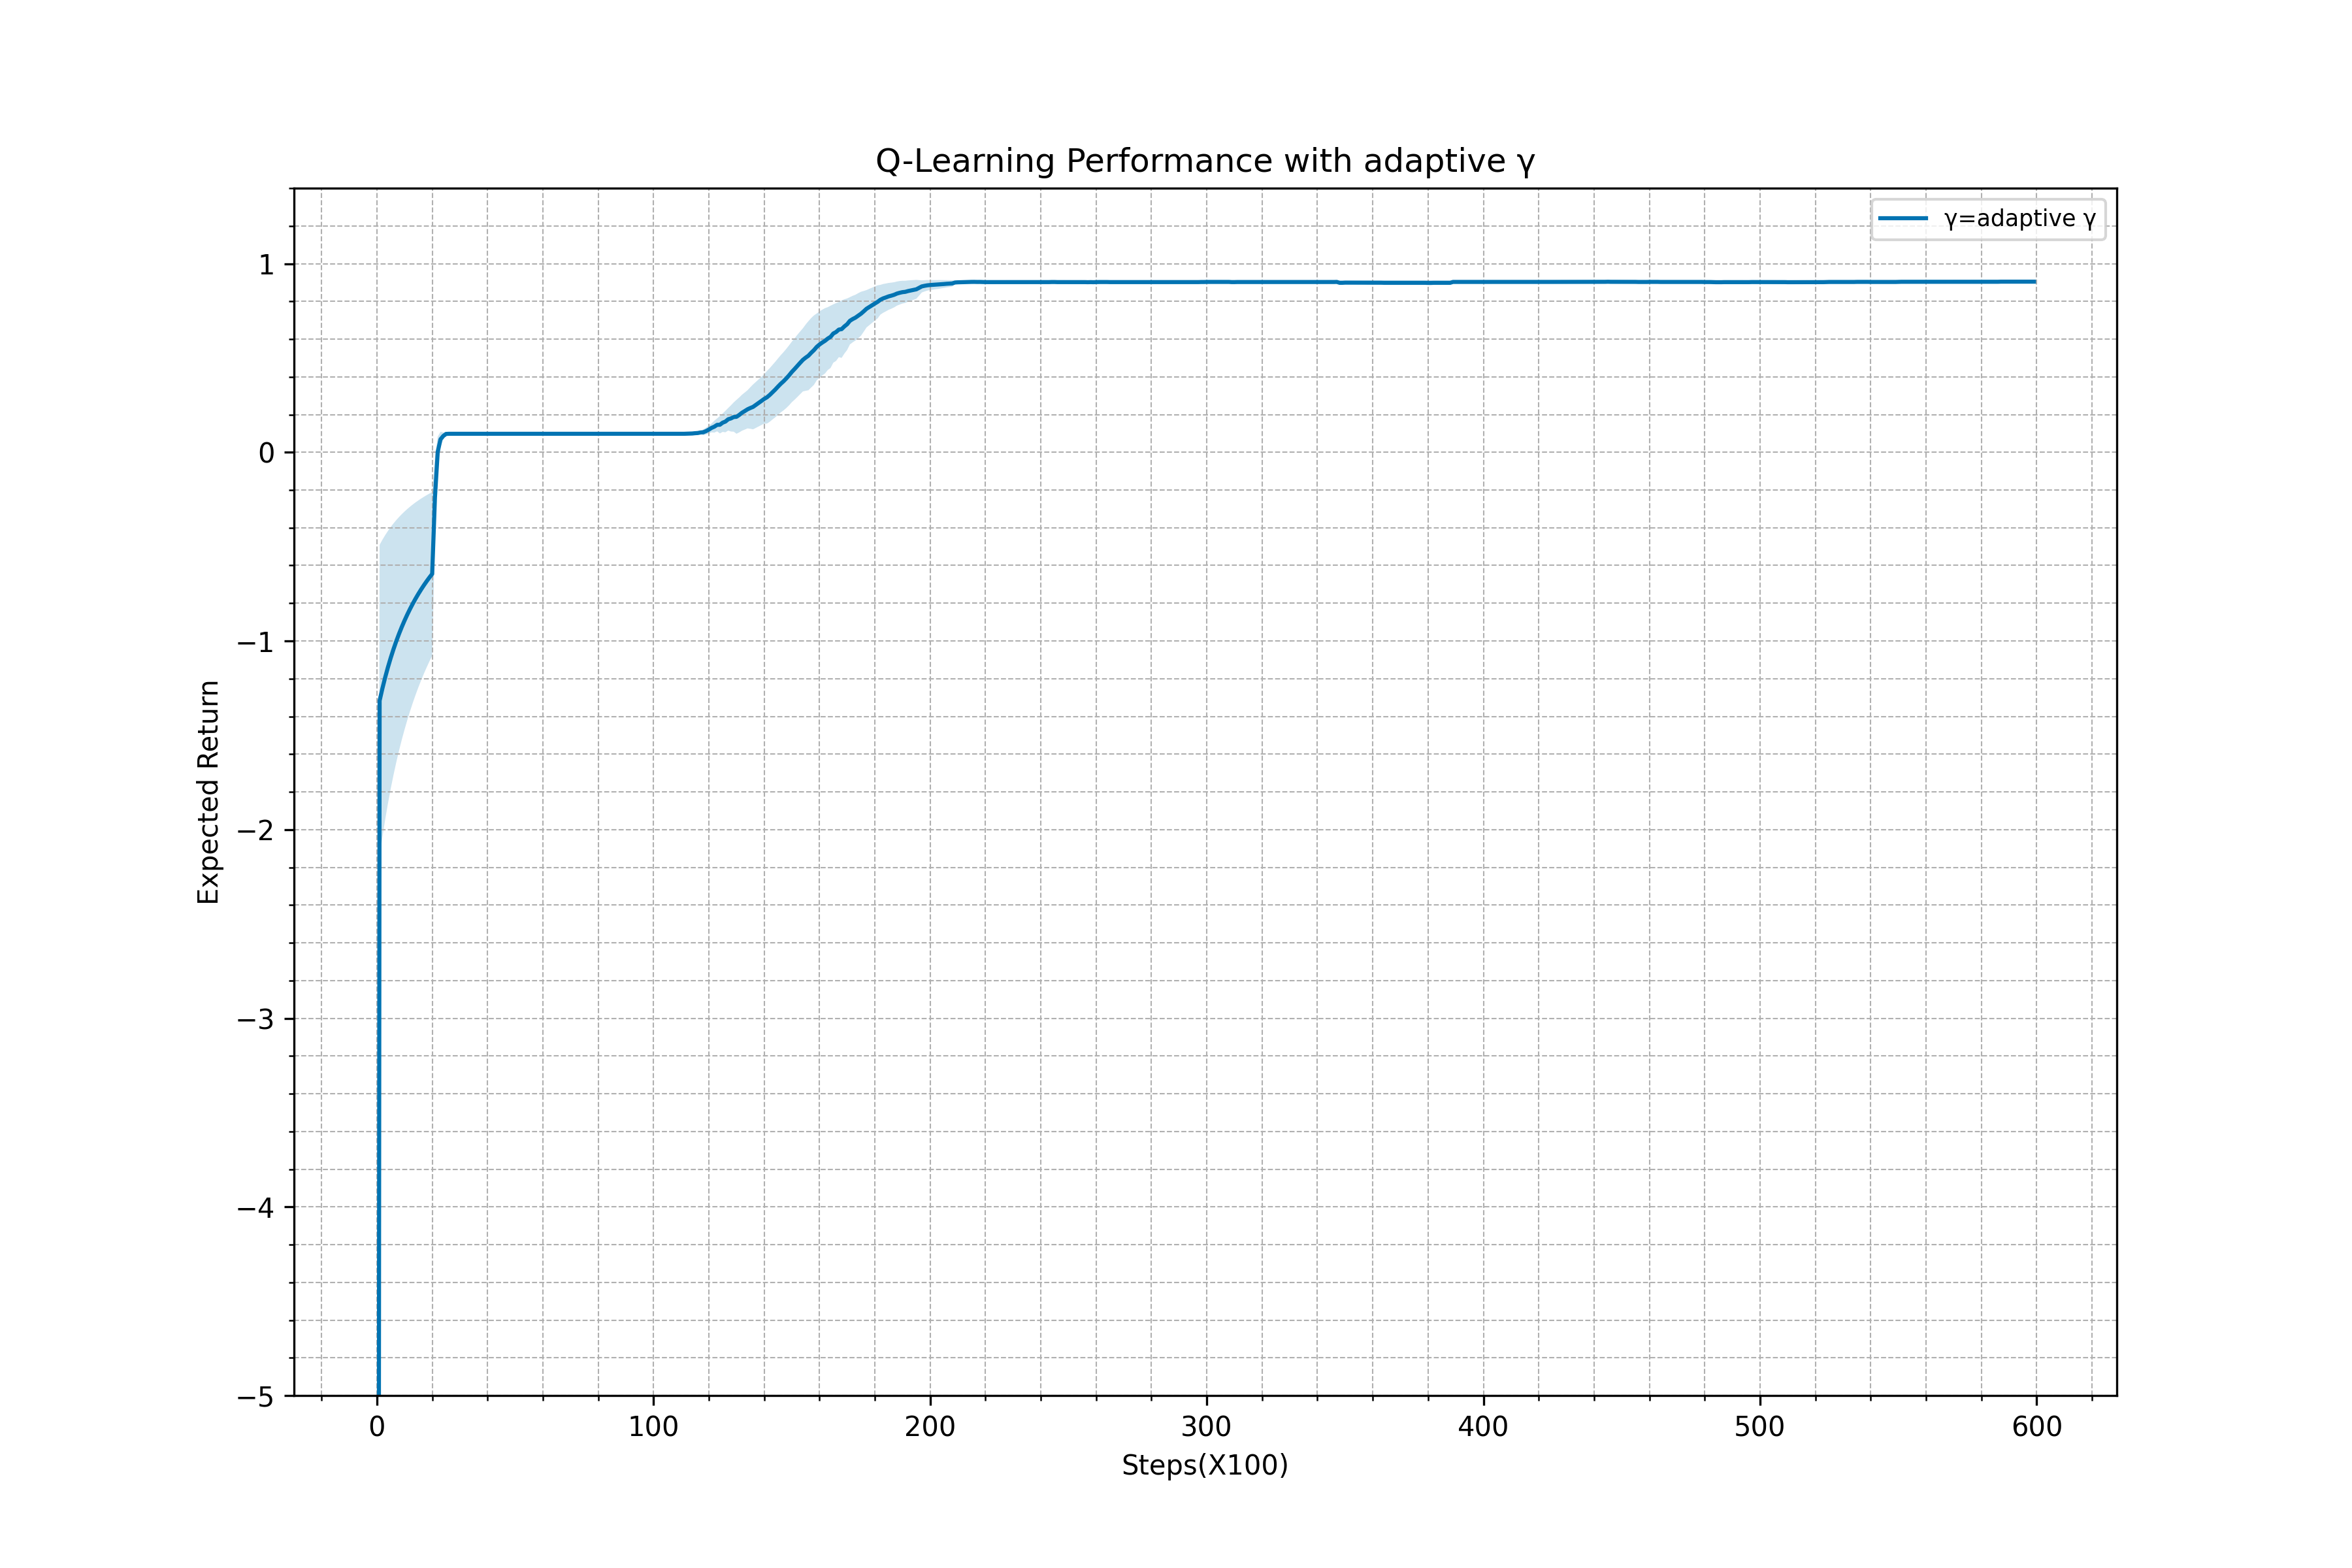 Q-Learning Performance with adaptive γ
γ=adaptive γ
1
0
−1
−2
−3
−4
−5
Expected Return
0 100 200 300 400 500 600
Steps(X100)